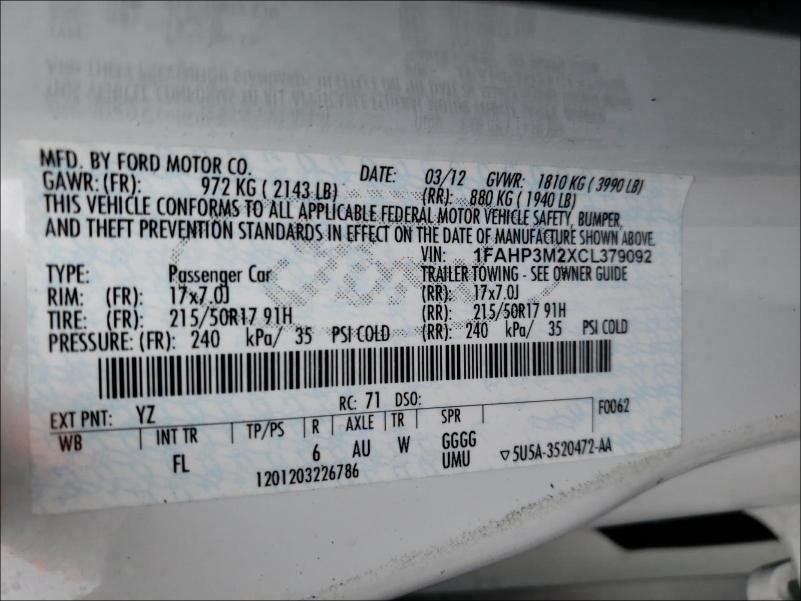 MFD. BY FORD MOTOR CO. DATE: 03/12 GVWR: 1810 KG ( 3990 LB)
GAWR: (FR): 972 KG ( 2143 LB) (RR): 880 KG ( 1940 LB)
THIS VEHICLE CONFORMS TO ALL APPLICABLE FEDERAL MOTOR VEHICLE SAFETY, BUMPER,
AND THEFT PREVENTION STANDARDS IN EFFECT ON THE DATE OF MANUFACTURE SHOWN ABOVE.
VIN: 1FAHP3M2XCL379092
TYPE: Passenger Car TRAILER TOWING - SEE OWNER GUIDE
RIM: (FR): 17x7.0J (RR): 17x7.0J
TIRE: (FR): 215/50R17 91H (RR): 215/50R17 91H
PRESSURE: (FR): 240 kPa/ 35 PSI COLD (RR): 240 kPa/ 35 PSI COLD
EXT PNT: YZ RC: 71 DSO: F0062
WB INT TR TP/PS R AXLE TR SPR
FL 6 AU W GGGG
UMU ▽5U5A-3520472-AA
1201203226786